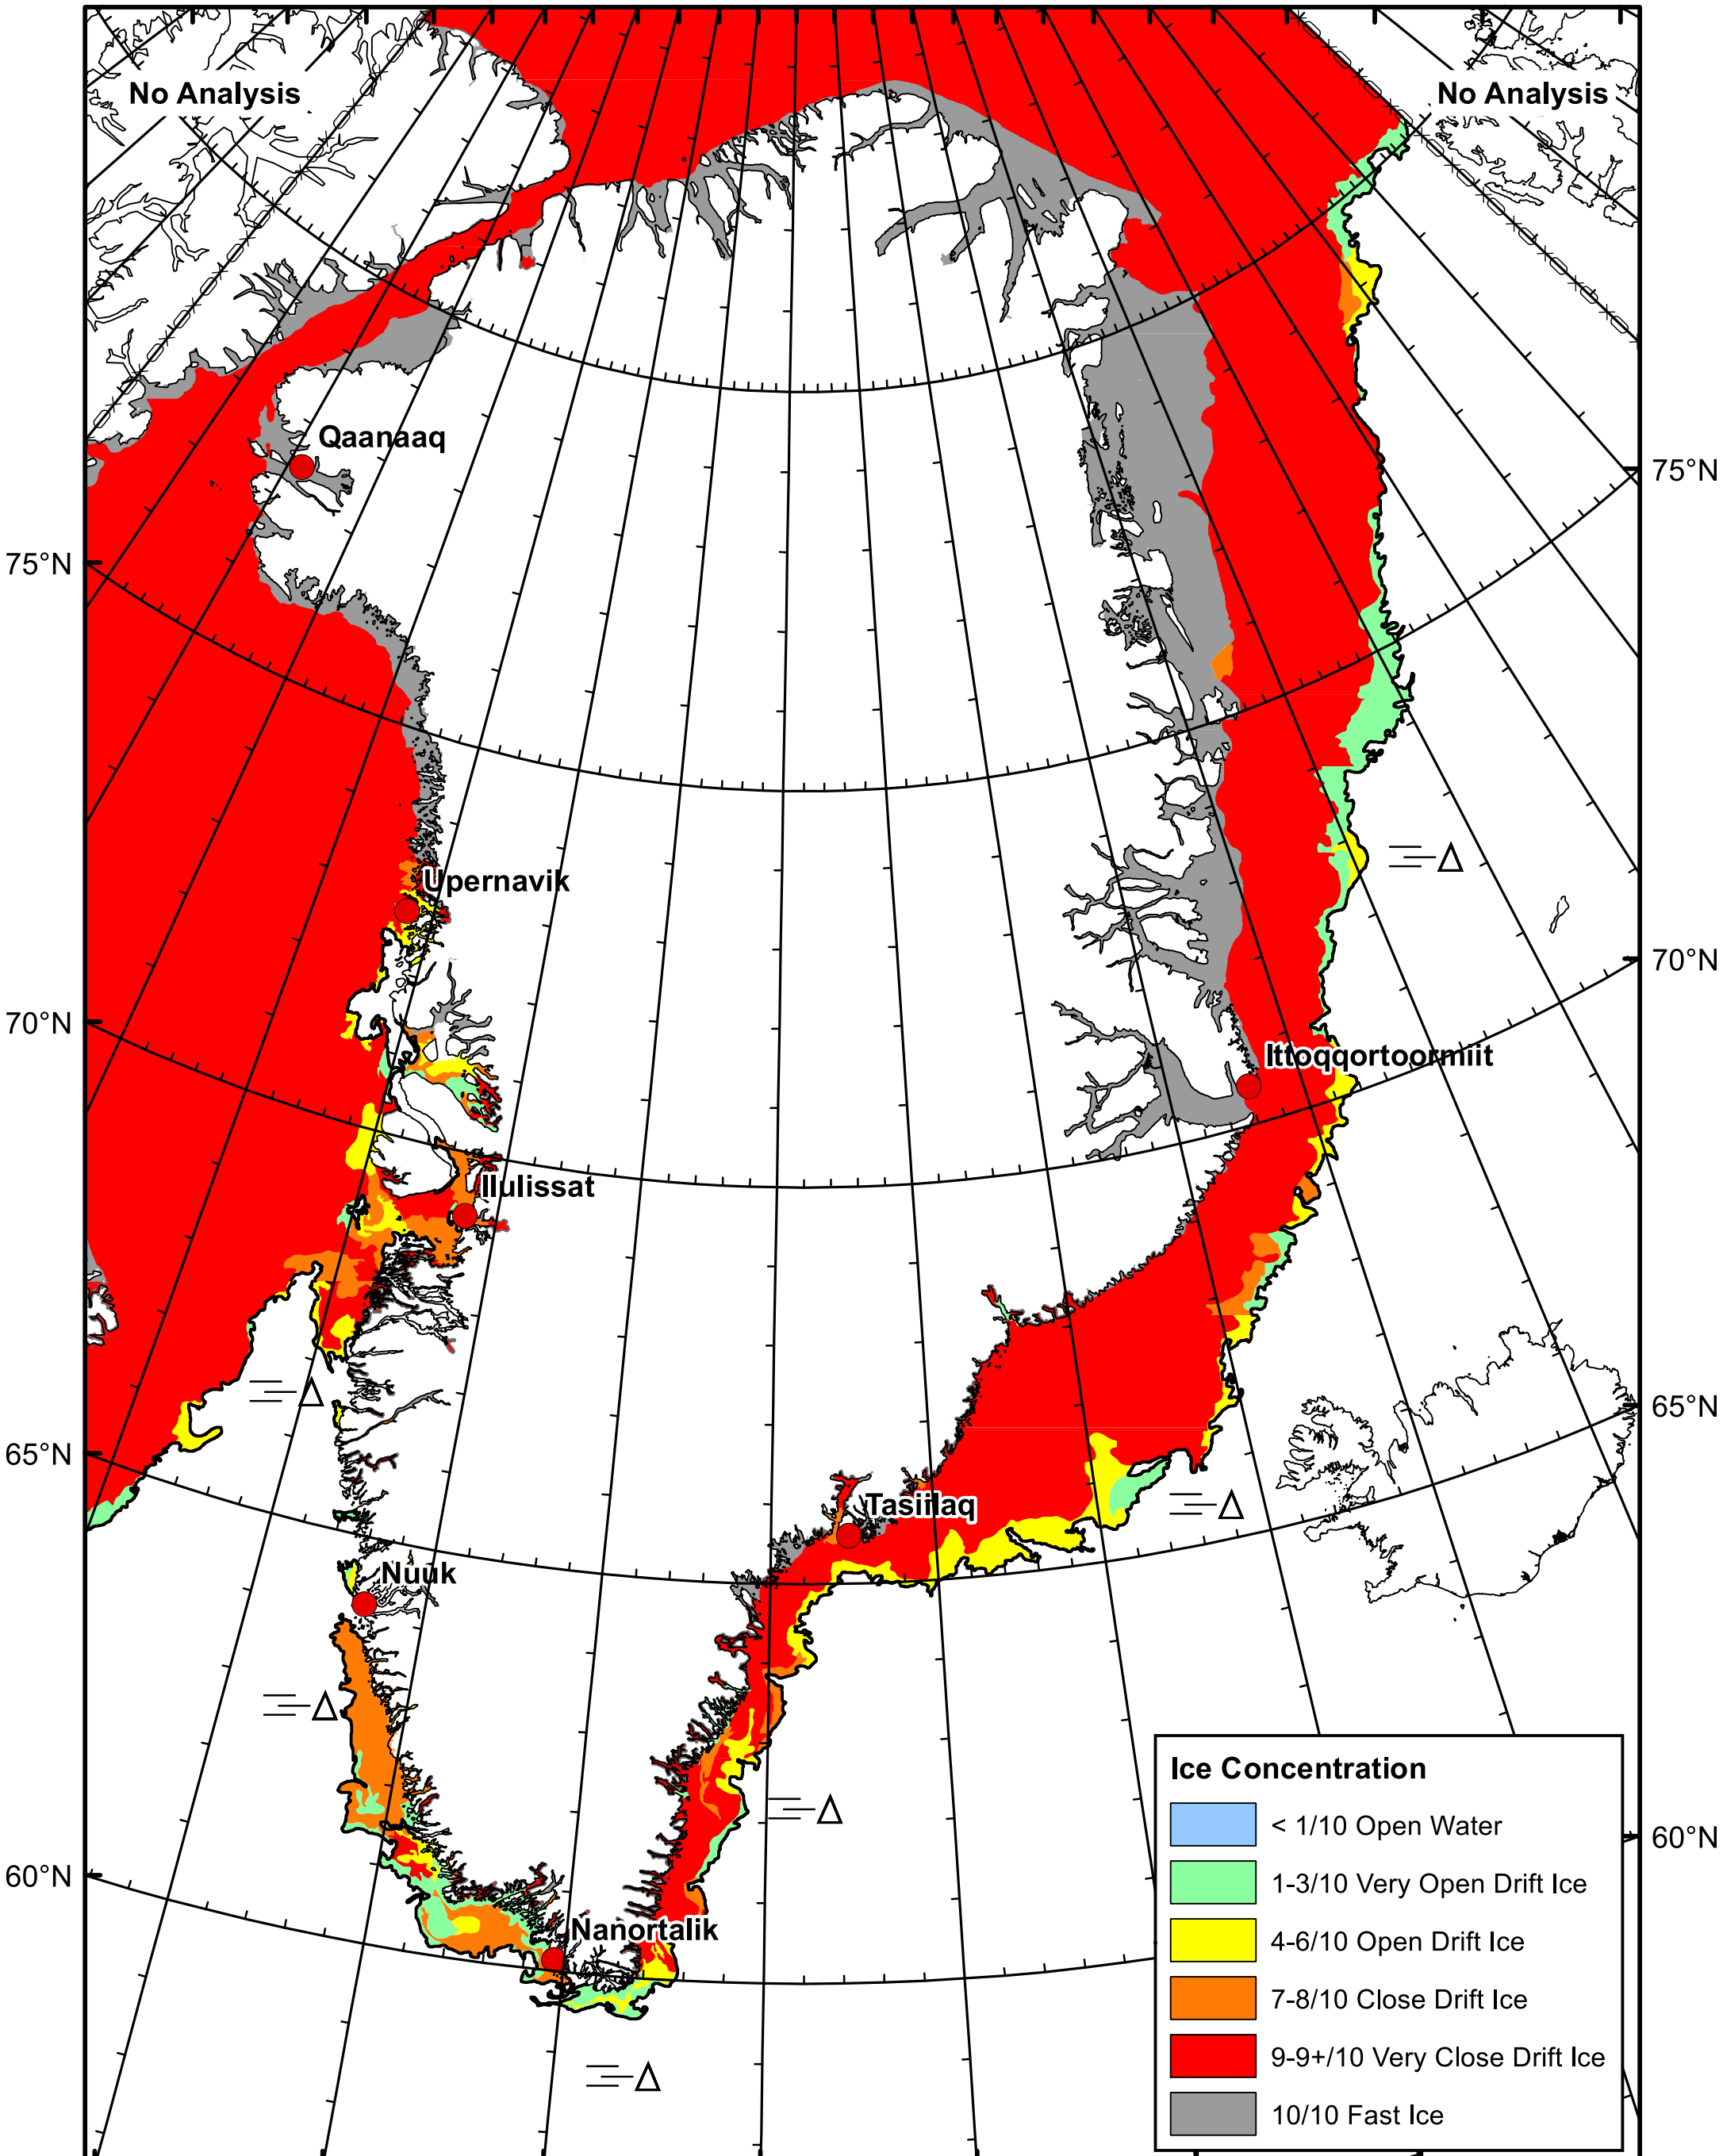 No Analysis
No Analysis
Qaanaaq
75°N
75°N
Upernavik
70°N
70°N
Ittoqqortoormiit
Ilulissat
65°N
65°N
Tasiilaq
Nuuk
60°N
60°N
Nanortalik
Ice Concentration
< 1/10 Open Water
1-3/10 Very Open Drift Ice
4-6/10 Open Drift Ice
7-8/10 Close Drift Ice
9-9+/10 Very Close Drift Ice
10/10 Fast Ice